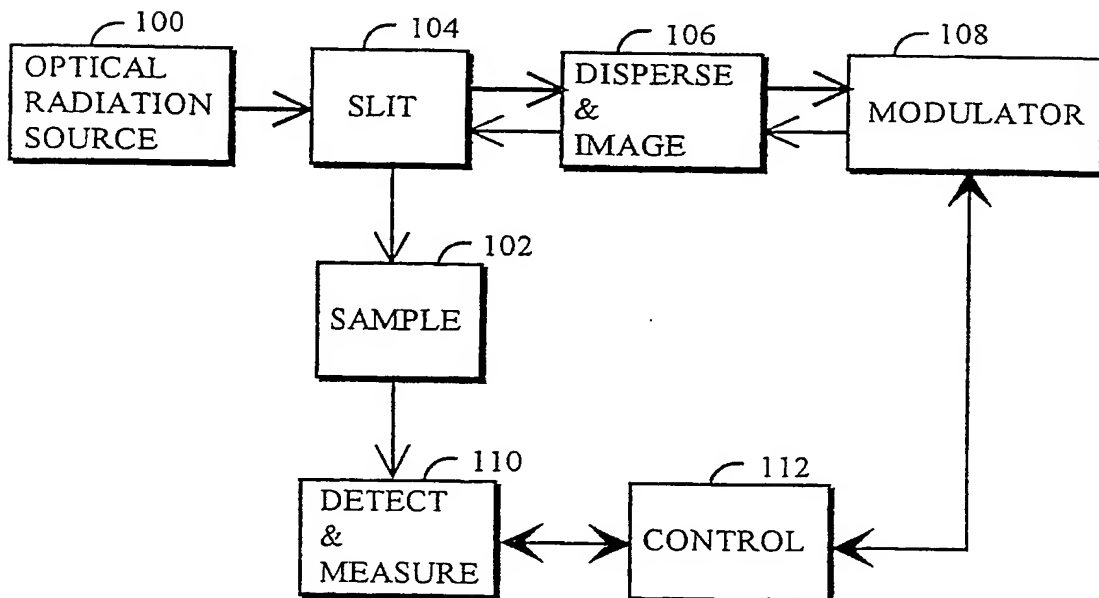 100
OPTICAL
RADIATION
SOURCE
104
SLIT
106
DISPERSE
&
IMAGE
108
MODULATOR
102
SAMPLE
110
DETECT
&
MEASURE
112
CONTROL